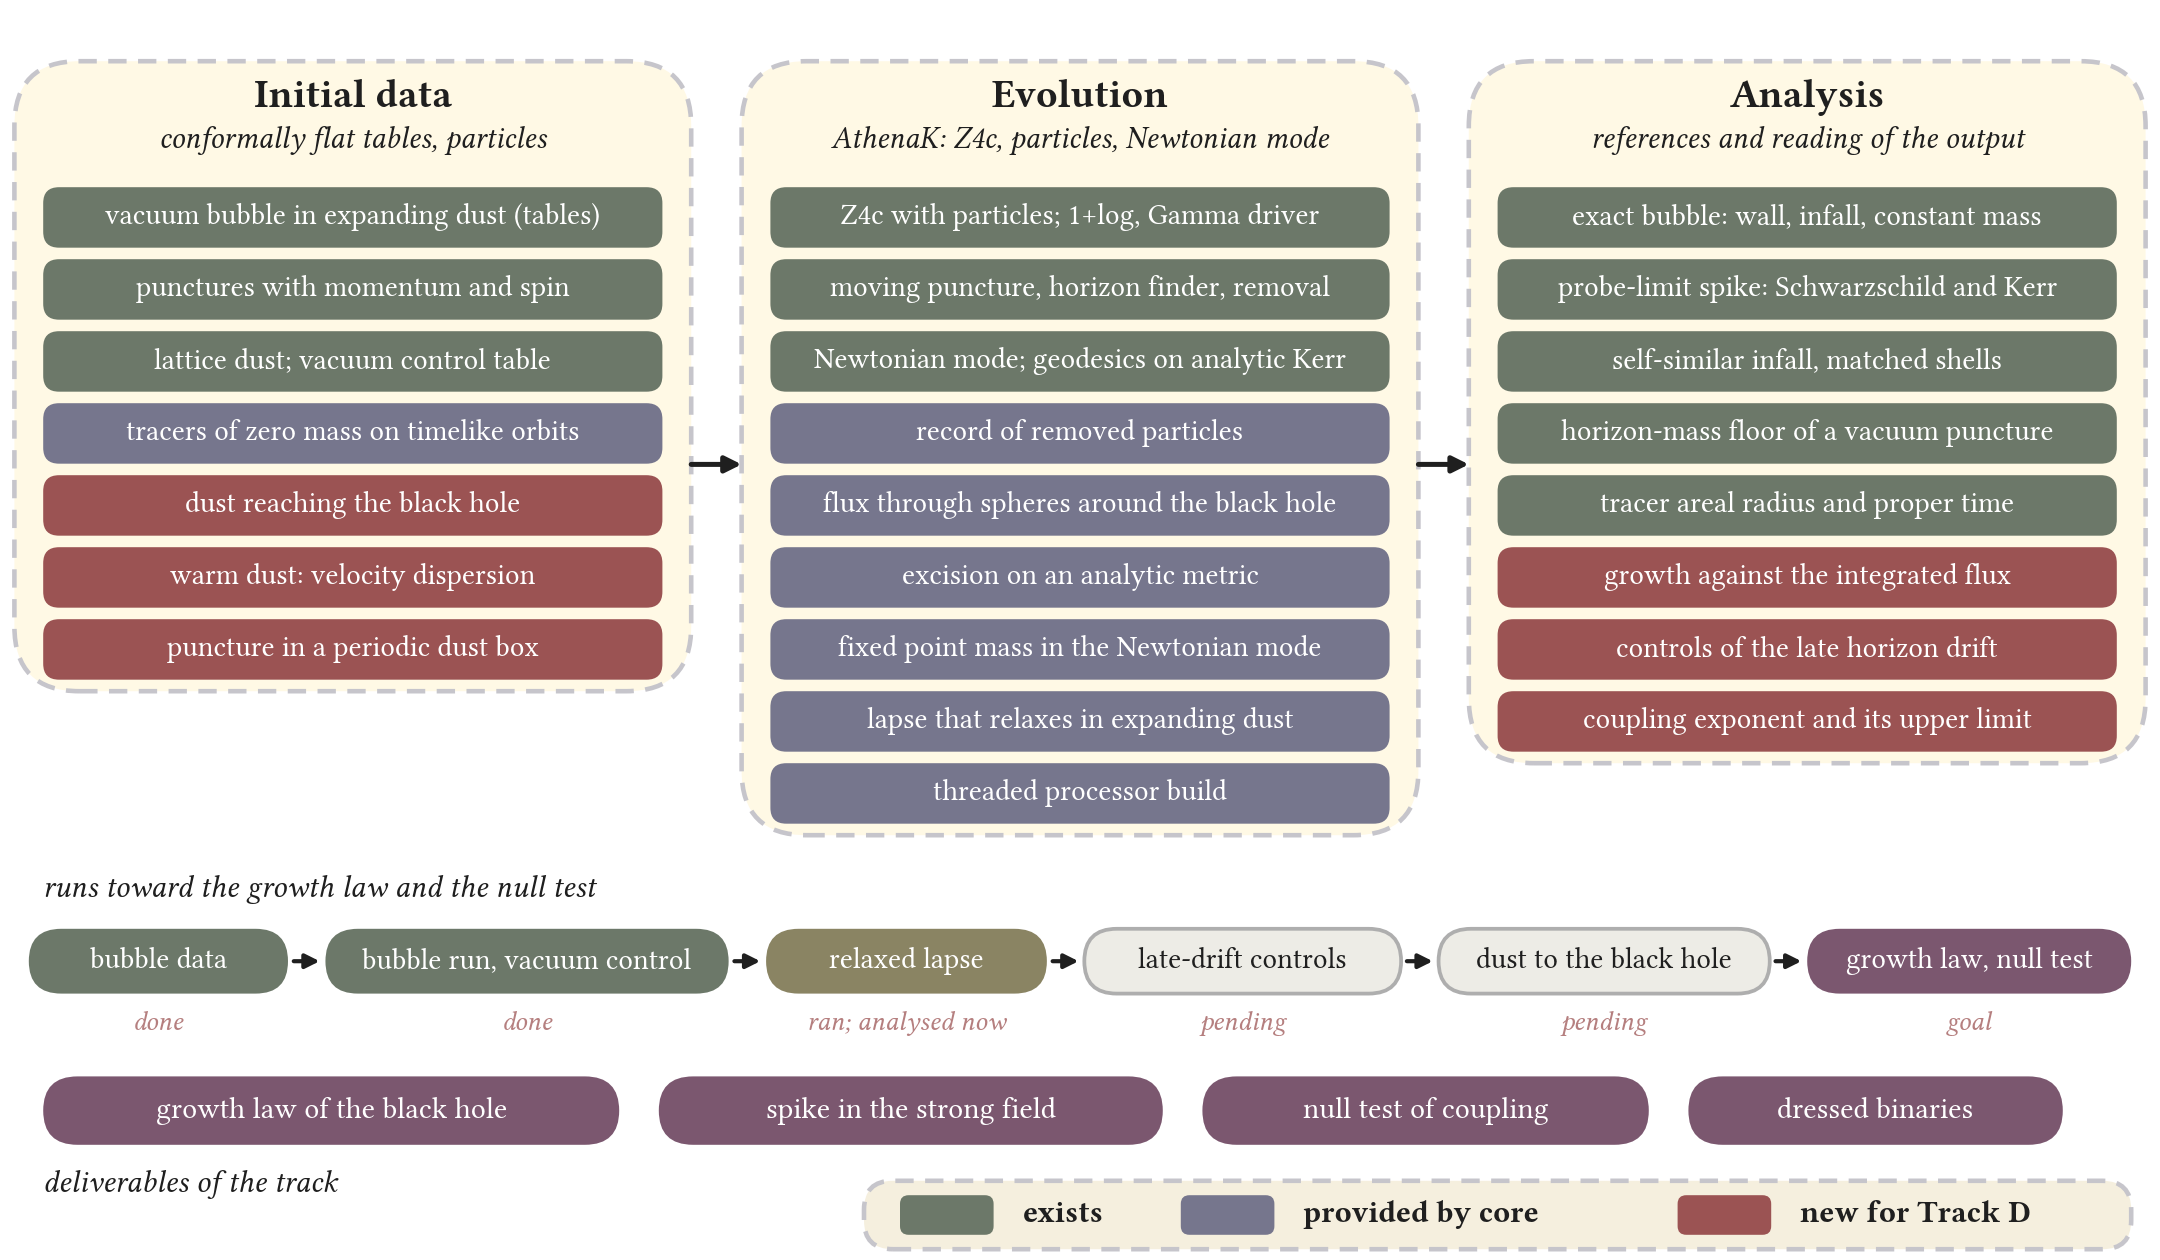 Initial data
conformally flat tables, particles
vacuum bubble in expanding dust (tables)
punctures with momentum and spin
lattice dust; vacuum control table
tracers of zero mass on timelike orbits
dust reaching the black hole
warm dust: velocity dispersion
puncture in a periodic dust box
Evolution
AthenaK: Z4c, particles, Newtonian mode
Z4c with particles; 1+log, Gamma driver
moving puncture, horizon finder, removal
Newtonian mode; geodesics on analytic Kerr
record of removed particles
flux through spheres around the black hole
excision on an analytic metric
fixed point mass in the Newtonian mode
lapse that relaxes in expanding dust
threaded processor build
Analysis
references and reading of the output
exact bubble: wall, infall, constant mass
probe-limit spike: Schwarzschild and Kerr
self-similar infall, matched shells
horizon-mass floor of a vacuum puncture
tracer areal radius and proper time
growth against the integrated flux
controls of the late horizon drift
coupling exponent and its upper limit
runs toward the growth law and the null test
bubble data
bubble run, vacuum control
relaxed lapse
late-drift controls
dust to the black hole
growth law, null test
done
done
ran; analysed now
pending
pending
goal
growth law of the black hole
spike in the strong field
null test of coupling
dressed binaries
deliverables of the track
exists
provided by core
new for Track D